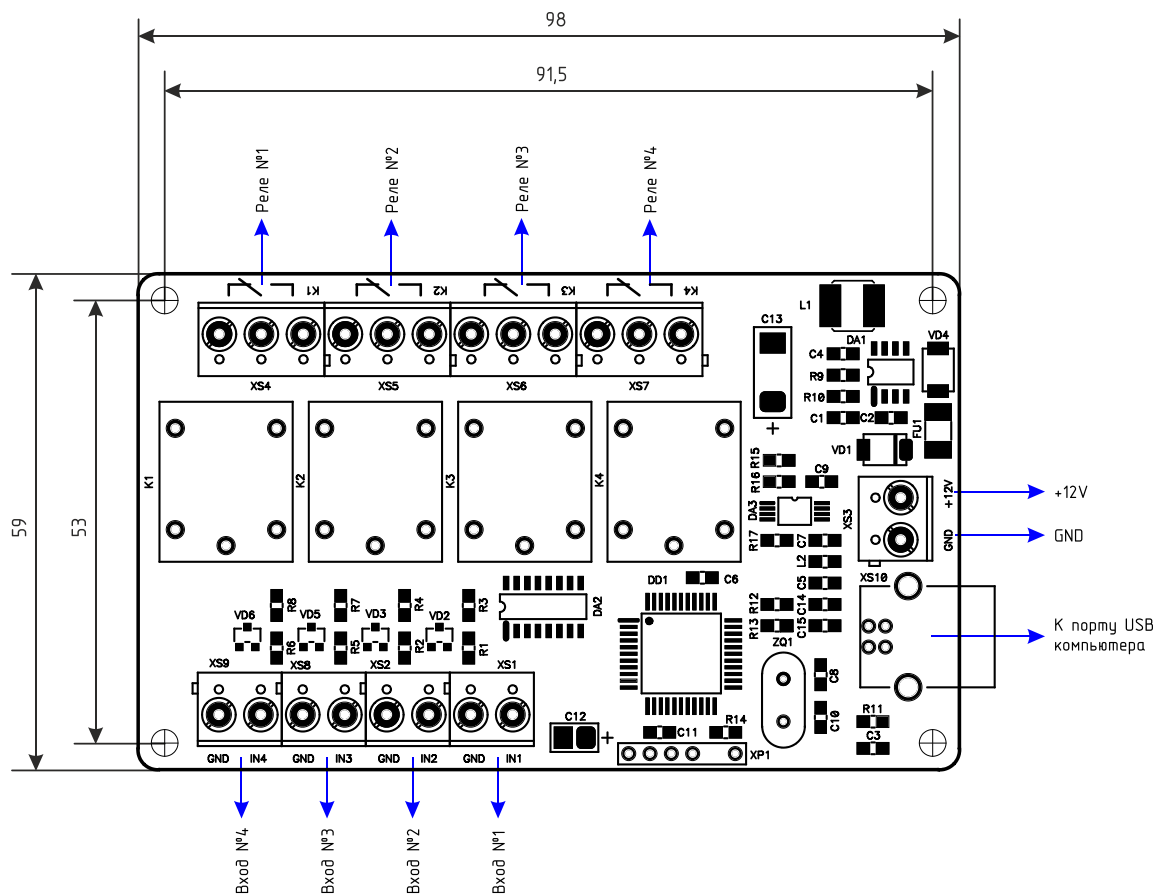 98
91,5
Реле №1
Реле №2
Реле №3
Реле №4
59
53
K1
K2
K3
K4
XS4
XS5
XS6
XS7
L1
C13
+
DA1
VD4
C4
R9
R10
C1
C2
FU1
VD1
K1
K2
K3
K4
R15
R16
C9
DA3
R17
C7
L2
C5
XS3
+12V
GND
+12V
GND
XS10
R12
C14
R13
C15
К порту USB
компьютера
DD1
C6
DA2
R8
R7
R4
R3
VD6
VD5
VD3
VD2
R6
R5
R2
R1
XS9
XS8
XS2
XS1
ZQ1
C8
C10
R11
C3
C12
+
C11
R14
XP1
GND
IN4
GND
IN3
GND
IN2
GND
IN1
Вход №4
Вход №3
Вход №2
Вход №1